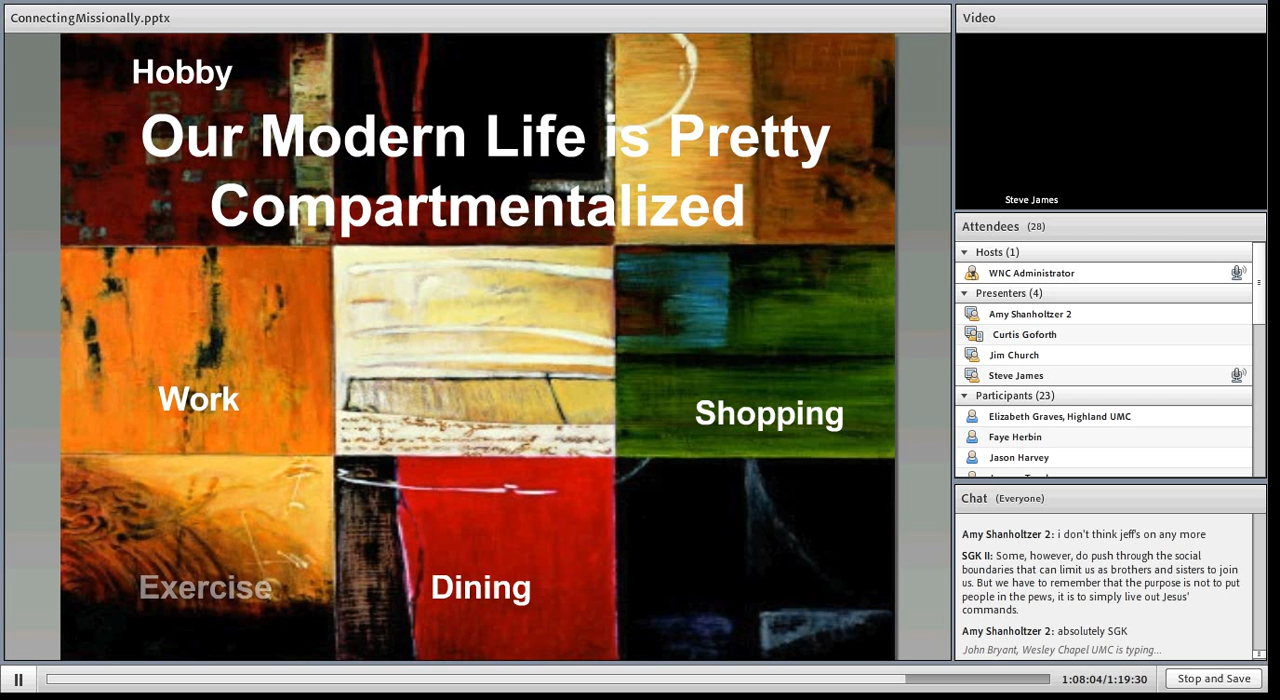 ConnectingMissionally.pptx
Hobby
Our Modern Life is Pretty
Compartmentalized
Work
Shopping
Exercise
Dining
Video
Steve James
Attendees (28)
Hosts (1)
WNC Administrator
Presenters (4)
Amy Shanholtzer 2
Curtis Goforth
Jim Church
Steve James
Participants (23)
Elizabeth Graves, Highland UMC
Faye Herbin
Jason Harvey
Chat (Everyone)
Amy Shanholtzer 2: i don't think jeff's on any more
SGK II: Some, however, do push through the social
boundaries that can limit us as brothers and sisters to join
us. But we have to remember that the purpose is not to put
people in the pews, it is to simply live out Jesus'
commands.
Amy Shanholtzer 2: absolutely SGK
John Bryant, Wesley Chapel UMC is typing...
1:08:04/1:19:30
Stop and Save